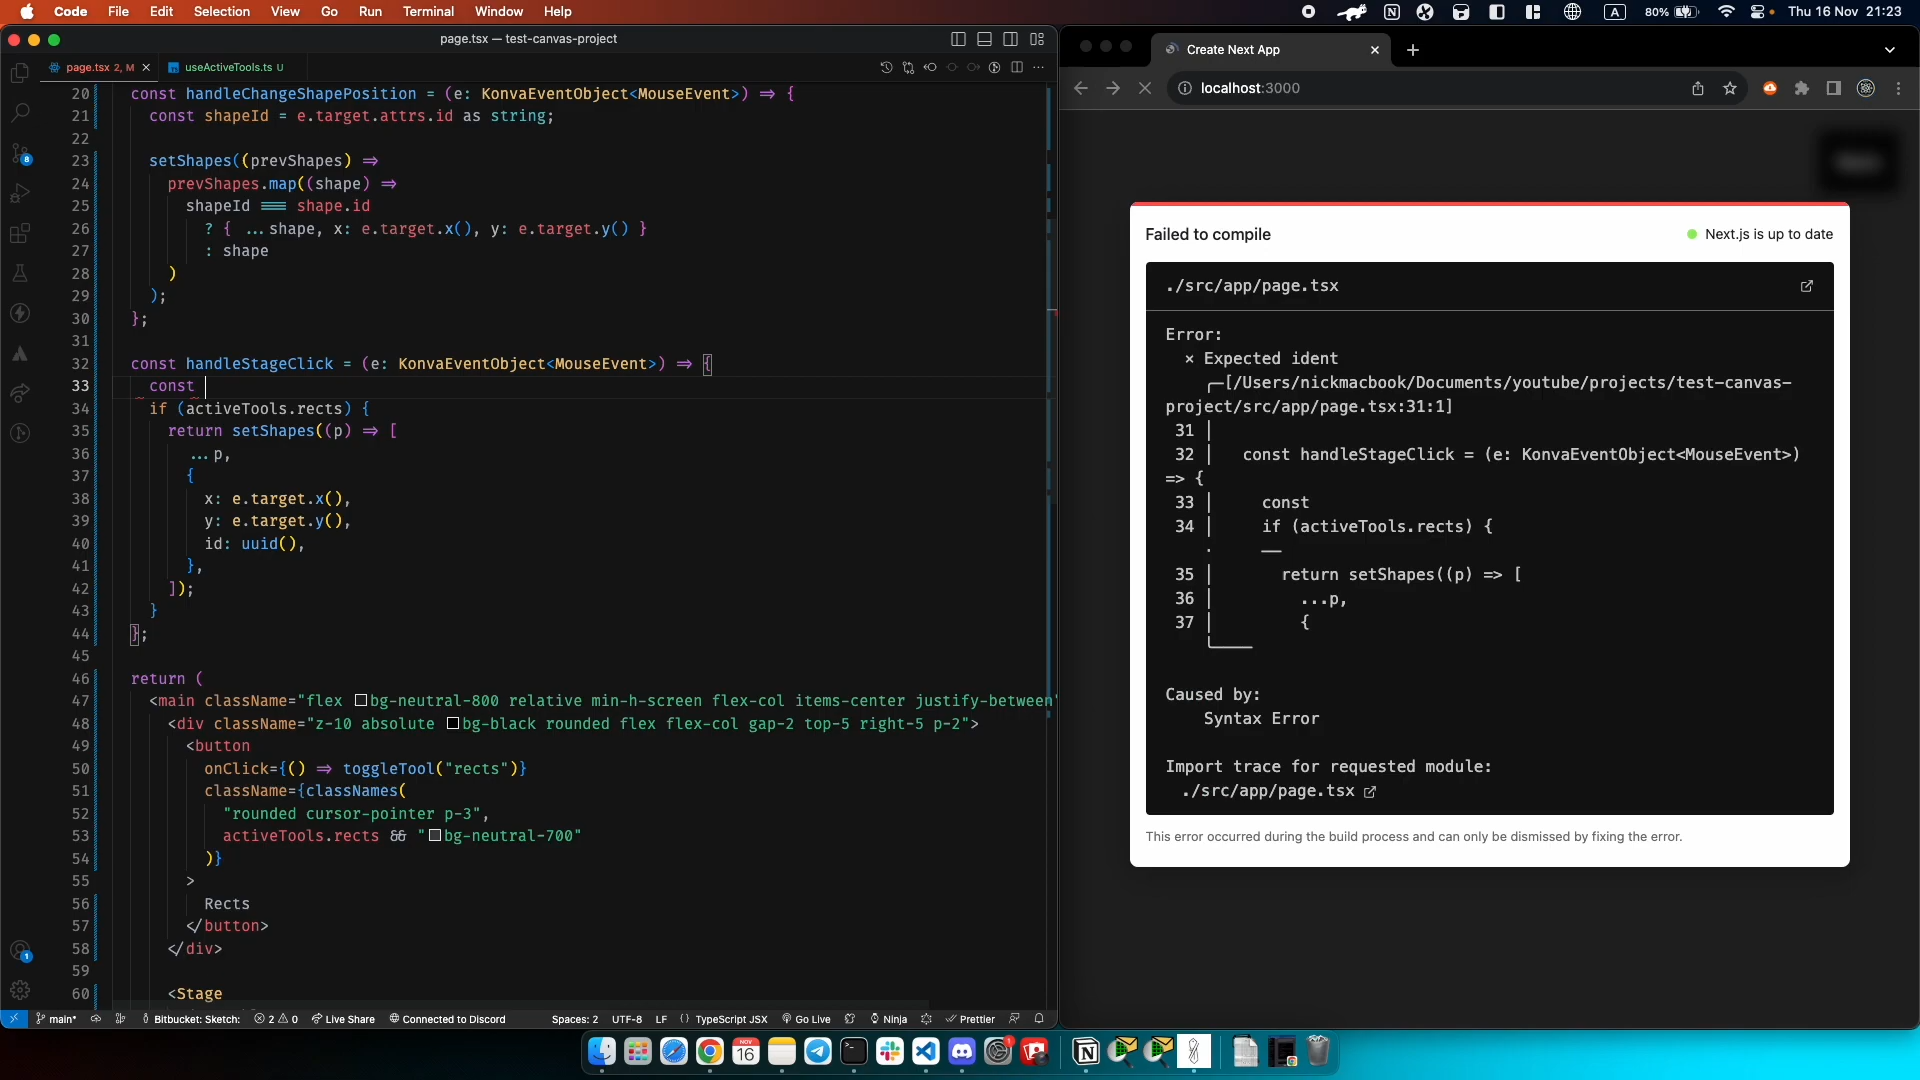 Code File Edit Selection View Go Run Terminal Window Help
A 80% Thu 16 Nov 21:23
page.tsx — test-canvas-project
page.tsx 2, M
useActiveTools.ts U
20 const handleChangeShapePosition = (e: KonvaEventObject<MouseEvent>) ⇒ {
21 const shapeId = e.target.attrs.id as string;
22
23 setShapes((prevShapes) ⇒
24 prevShapes.map((shape) ⇒
25 shapeId === shape.id
26 ? { ...shape, x: e.target.x(), y: e.target.y() }
27 : shape
28 )
29 );
30 };
31
32 const handleStageClick = (e: KonvaEventObject<MouseEvent>) ⇒ {
33 const
34 if (activeTools.rects) {
35 return setShapes((p) ⇒ [
36 ...p,
37 {
38 x: e.target.x(),
39 y: e.target.y(),
40 id: uuid(),
41 },
42 ]);
43 }
44 };
45
46 return (
47 <main className="flex bg-neutral-800 relative min-h-screen flex-col items-center justify-between"
48 <div className="z-10 absolute bg-black rounded flex flex-col gap-2 top-5 right-5 p-2">
49 <button
50 onClick={() ⇒ toggleTool("rects")}
51 className={classNames(
52 "rounded cursor-pointer p-3",
53 activeTools.rects && "bg-neutral-700"
54 )}
55 >
56 Rects
57 </button>
58 </div>
59
60 <Stage
8
1
main* Bitbucket: Sketch: 2 0 Live Share Connected to Discord Spaces: 2 UTF-8 LF TypeScript JSX Go Live Ninja Prettier
Create Next App
localhost:3000
Failed to compile
Next.js is up to date
./src/app/page.tsx
Error:
× Expected ident
╭─[/Users/nickmacbook/Documents/youtube/projects/test-canvas-
project/src/app/page.tsx:31:1]
31 │
32 │ const handleStageClick = (e: KonvaEventObject<MouseEvent>)
=> {
33 │ const
34 │ if (activeTools.rects) {
· ──
35 │ return setShapes((p) => [
36 │ ...p,
37 │ {
╰────
Caused by:
Syntax Error
Import trace for requested module:
./src/app/page.tsx
This error occurred during the build process and can only be dismissed by fixing the error.
NOV
16
1